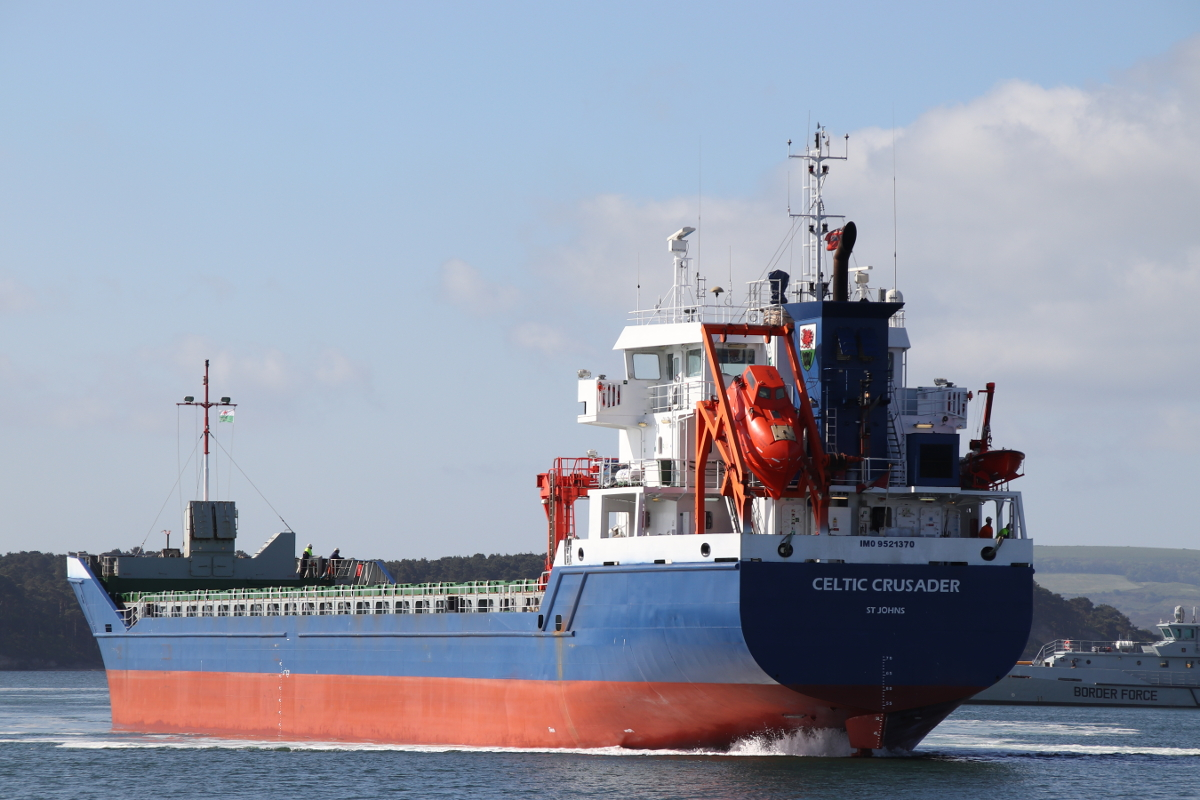 IMO 9521370
CELTIC CRUSADER
ST JOHNS
BORDER FORCE